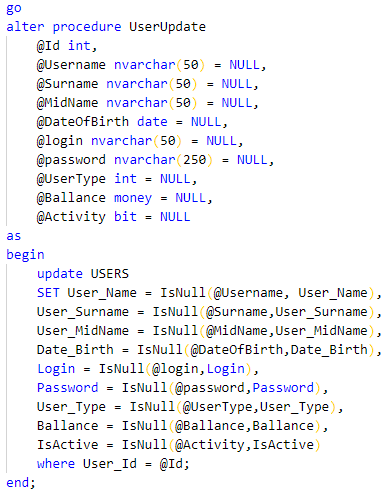 go
alter procedure UserUpdate
@Id int,
@Username nvarchar(50) = NULL,
@Surname nvarchar(50) = NULL,
@MidName nvarchar(50) = NULL,
@DateOfBirth date = NULL,
@login nvarchar(50) = NULL,
@password nvarchar(250) = NULL,
@UserType int = NULL,
@Ballance money = NULL,
@Activity bit = NULL
as
begin
update USERS
SET User_Name = IsNull(@Username, User_Name),
User_Surname = IsNull(@Surname,User_Surname),
User_MidName = IsNull(@MidName,User_MidName),
Date_Birth = IsNull(@DateOfBirth,Date_Birth),
Login = IsNull(@login,Login),
Password = IsNull(@password,Password),
User_Type = IsNull(@UserType,User_Type),
Ballance = IsNull(@Ballance,Ballance),
IsActive = IsNull(@Activity,IsActive)
where User_Id = @Id;
end;